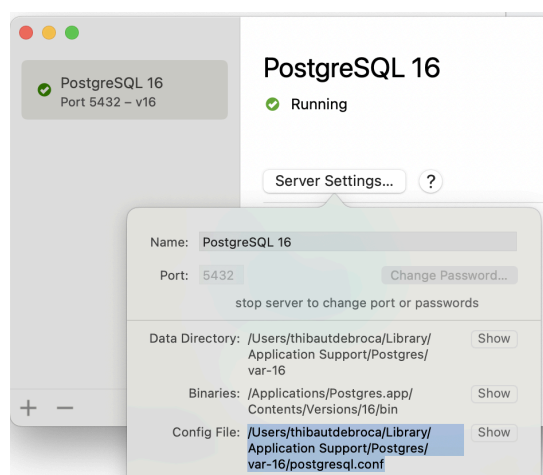 PostgreSQL 16
Port 5432 – v16
PostgreSQL 16
Running
Server Settings... ?
Name: PostgreSQL 16
Port: 5432 Change Password...
stop server to change port or passwords
Data Directory: /Users/thibautdebroca/Library/ Show
Application Support/Postgres/
var-16
Binaries: /Applications/Postgres.app/ Show
Contents/Versions/16/bin
Config File: /Users/thibautdebroca/Library/ Show
Application Support/Postgres/
var-16/postgresql.conf